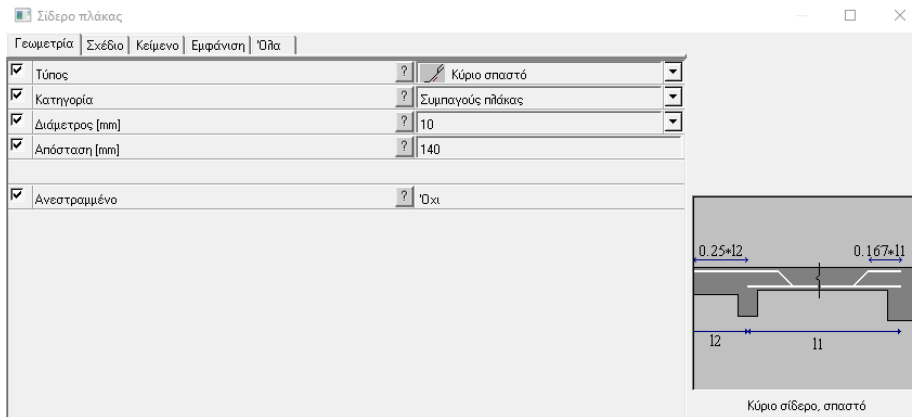 Σίδερο πλάκας
Γεωμετρία Σχέδιο Κείμενο Εμφάνιση Όλα
Τύπος ? Κύριο σπαστό
Κατηγορία ? Συμπαγούς πλάκας
Διάμετρος [mm] ? 10
Απόσταση [mm] ? 140
Ανεστραμμένο ? Όχι
0.25*l2 0.167*l1
l2 l1
Κύριο σίδερο, σπαστό